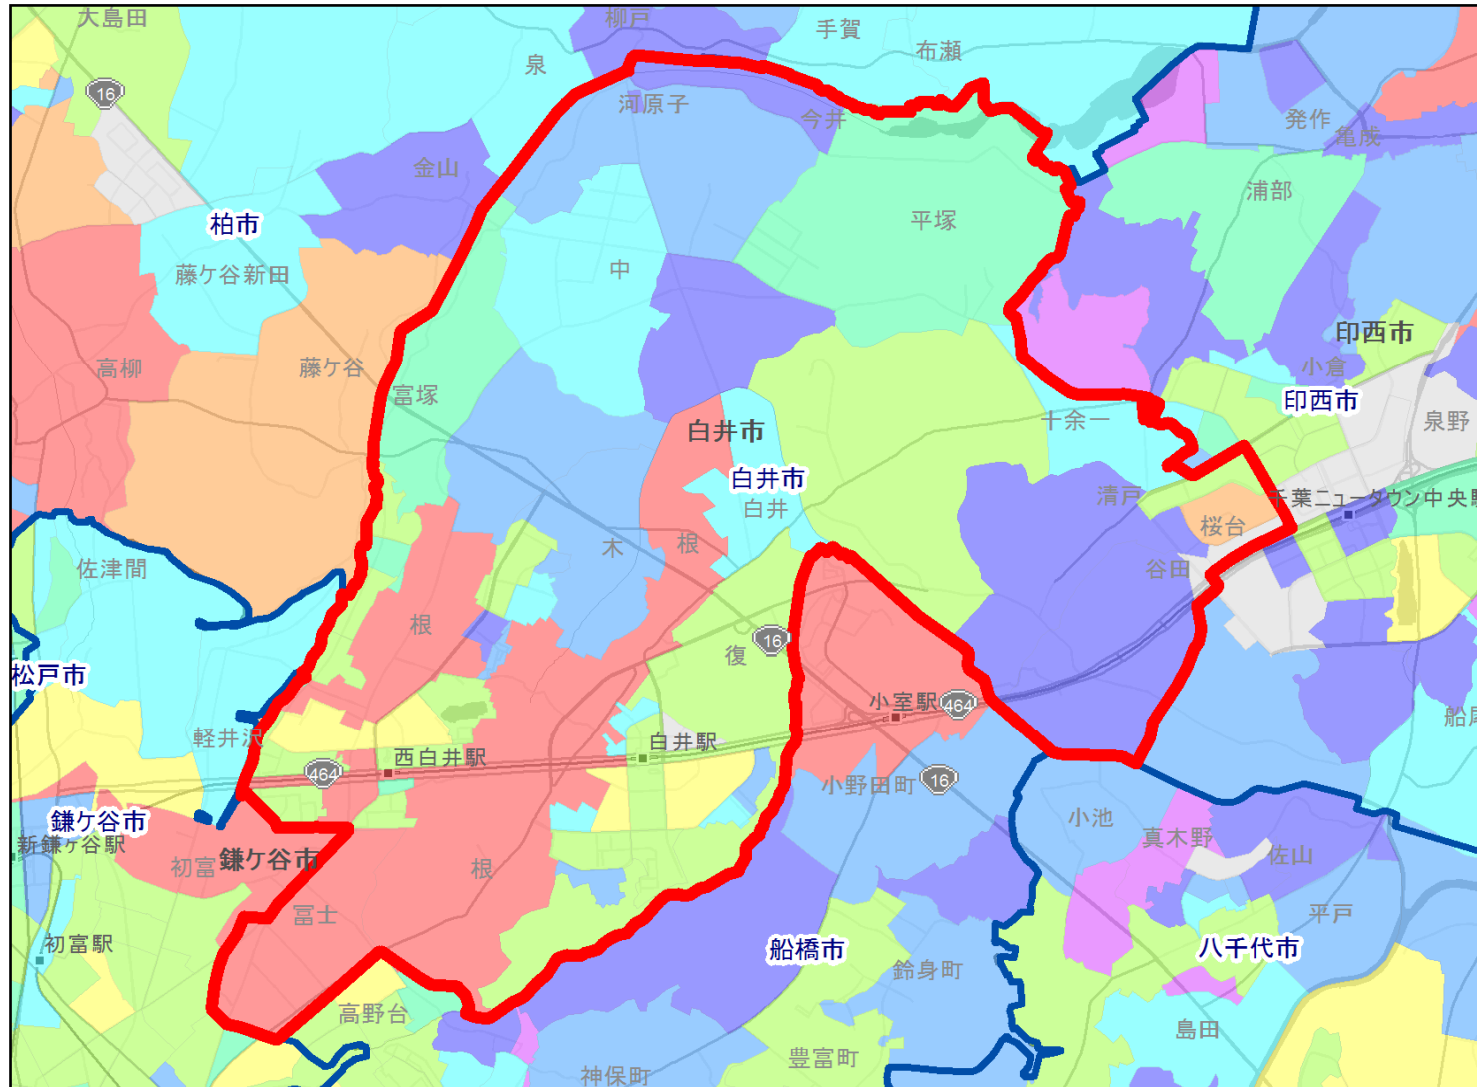 大島田
柳戸
手賀
布瀬
泉
16
河原子
今井
発作
亀成
金山
浦部
柏市
平塚
藤ケ谷新田
中
印西市
高柳
藤ケ谷
小倉
富塚
印西市
白井市
十余一
泉野
白井市
白井
清戸
千葉ニュータウン中央駅
桜台
佐津間
木
根
谷田
根
16
復
松戸市
小室駅
464
船尾
軽井沢
白井駅
西白井駅
464
16
小野田町
鎌ケ谷市
小池
真木野
新鎌ヶ谷駅
初富
鎌ケ谷市
根
佐山
冨士
平戸
初富駅
船橋市
八千代市
鈴身町
高野台
島田
豊富町
神保町